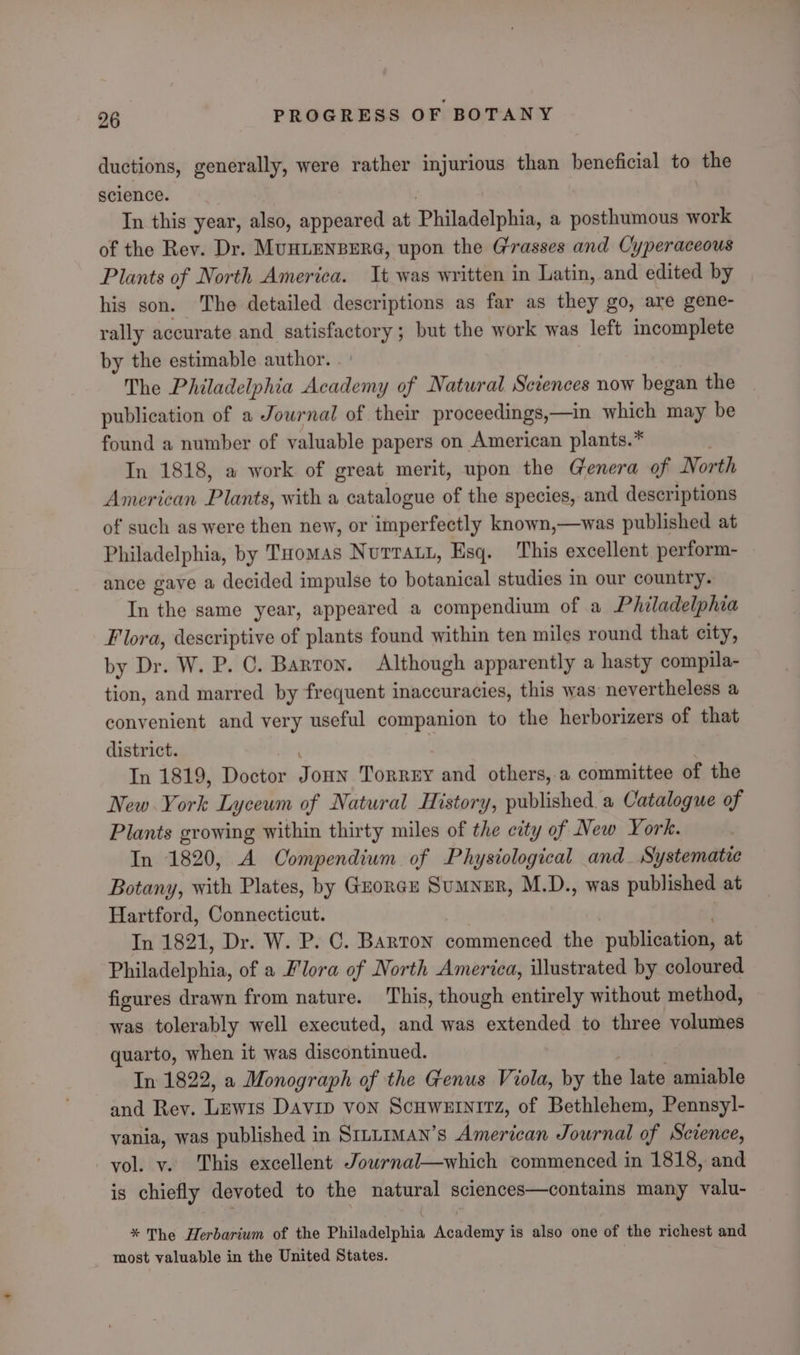 26 PROGRESS OF BOTANY
ductions, generally, were rather injurious than beneficial to the
science.
In this year, also, appeared at Philadelphia, a posthumous work
of the Rev. Dr. MUHLENBERG, upon the Grasses and Cyperaceous
Plants of North America. It was written in Latin, and edited by
his son. The detailed descriptions as far as they go, are gene-
rally accurate and satisfactory; but the work was left incomplete
by the estimable author.
The Philadelphia Academy of Natural Sciences now began the
publication of a Journal of their proceedings,—in which may be
found a number of valuable papers on American plants.*
In 1818, a work of great merit, upon the Genera of North
American Plants, with a catalogue of the species, and descriptions
of such as were then new, or imperfectly known,—was published at
Philadelphia, by THOMAS NUTTALL, Esq. This excellent perform-
ance gave a decided impulse to botanical studies in our country.
In the same year, appeared a compendium of a Philadelphia
Flora, descriptive of plants found within ten miles round that city,
by Dr. W. P. C. BARTON. Although apparently a hasty compila-
tion, and marred by frequent inaccuracies, this was nevertheless a
convenient and very useful companion to the herborizers of that
district.
In 1819, Doctor JOHN TORREY and others, a committee of the
New York Lyceum of Natural History, published a Catalogue of
Plants growing within thirty miles of the city of New York.
In 1820, A Compendium of Physiological and Systematic
Botany, with Plates, by GEORGE SUMNER, M.D., was published at
Hartford, Connecticut.
In 1821, Dr. W. P. C. BARTON commenced the publication, at
Philadelphia, of a Flora of North America, illustrated by coloured
figures drawn from nature. This, though entirely without method,
was tolerably well executed, and was extended to three volumes
quarto, when it was discontinued.
In 1822, a Monograph of the Genus Viola, by the late amiable
and Rev. LEWIS DAVID VON SCHWEINITZ, of Bethlehem, Pennsyl-
vania, was published in SILLIMAN'S American Journal of Science,
vol. v. This excellent Journal—which commenced in 1818, and
is chiefly devoted to the natural sciences—contains many valu-
* The Herbarium of the Philadelphia Academy is also one of the richest and
most valuable in the United States.